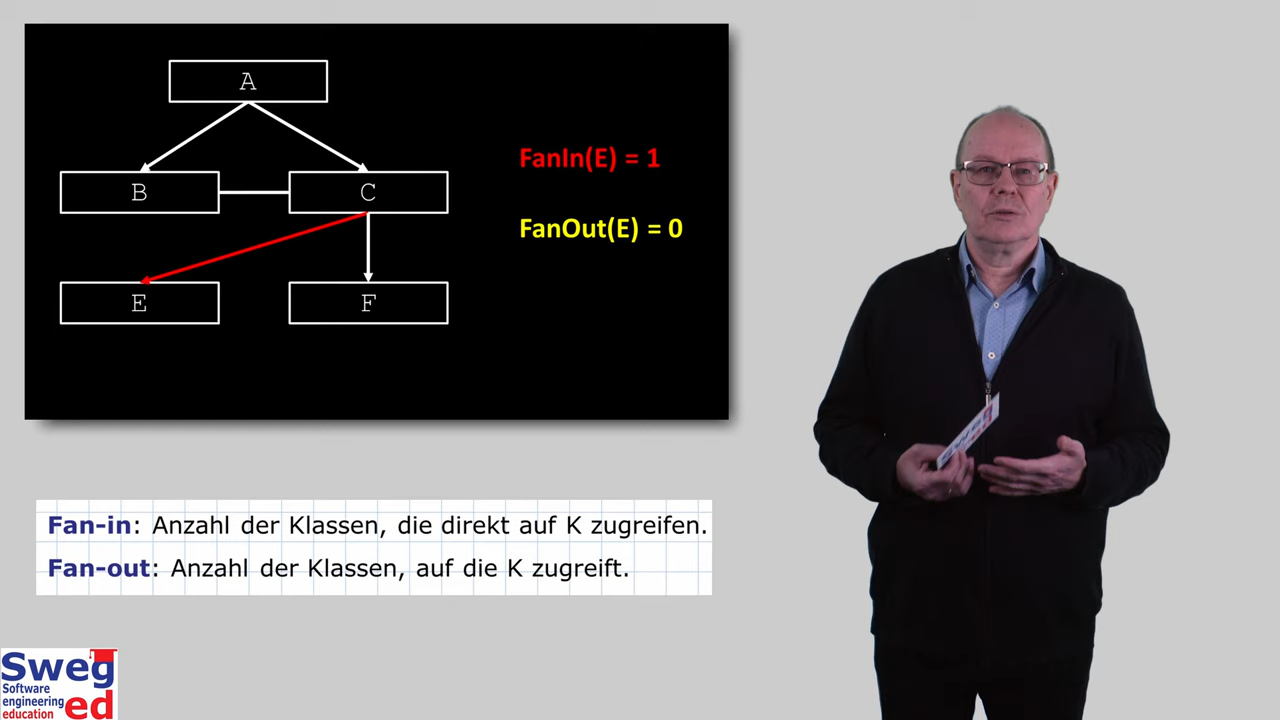 A
FanIn(E) = 1
B
C
FanOut(E) = 0
E
F
Fan-in: Anzahl der Klassen, die direkt auf K zugreifen.
Fan-out: Anzahl der Klassen, auf die K zugreift.
Sweg
Software
engineering
education
ed